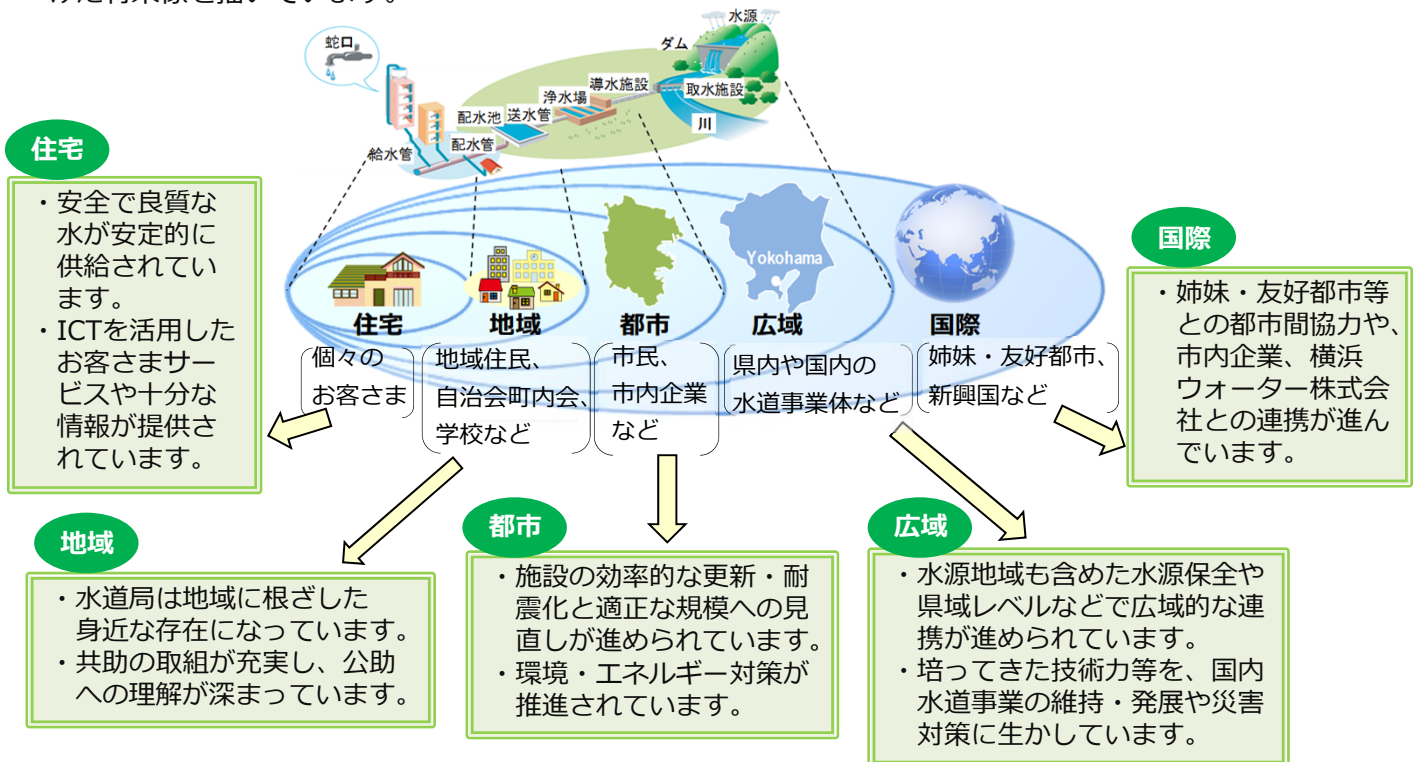 水源
蛇口
ダム
導水施設
取水施設
浄水場
配水池
送水管
川
配水管
給水管
住宅
・安全で良質な
水が安定的に
供給されてい
ます。
・ICTを活用した
お客さまサー
ビスや十分な
情報が提供さ
れています。
Yokohama
国際
・姉妹・友好都市等
との都市間協力や、
市内企業、横浜
ウォーター株式会
社との連携が進ん
でいます。
住宅
地域
都市
広域
国際
個々の
お客さま
地域住民、
自治会町内会、
学校など
市民、
市内企業
など
県内や国内の
水道事業体など
姉妹・友好都市、
新興国など
地域
・水道局は地域に根ざした
身近な存在になっています。
・共助の取組が充実し、公助
への理解が深まっています。
都市
・施設の効率的な更新・耐
震化と適正な規模への見
直しが進められています。
・環境・エネルギー対策が
推進されています。
広域
・水源地域も含めた水源保全や
県域レベルなどで広域的な連
携が進められています。
・培ってきた技術力等を、国内
水道事業の維持・発展や災害
対策に生かしています。